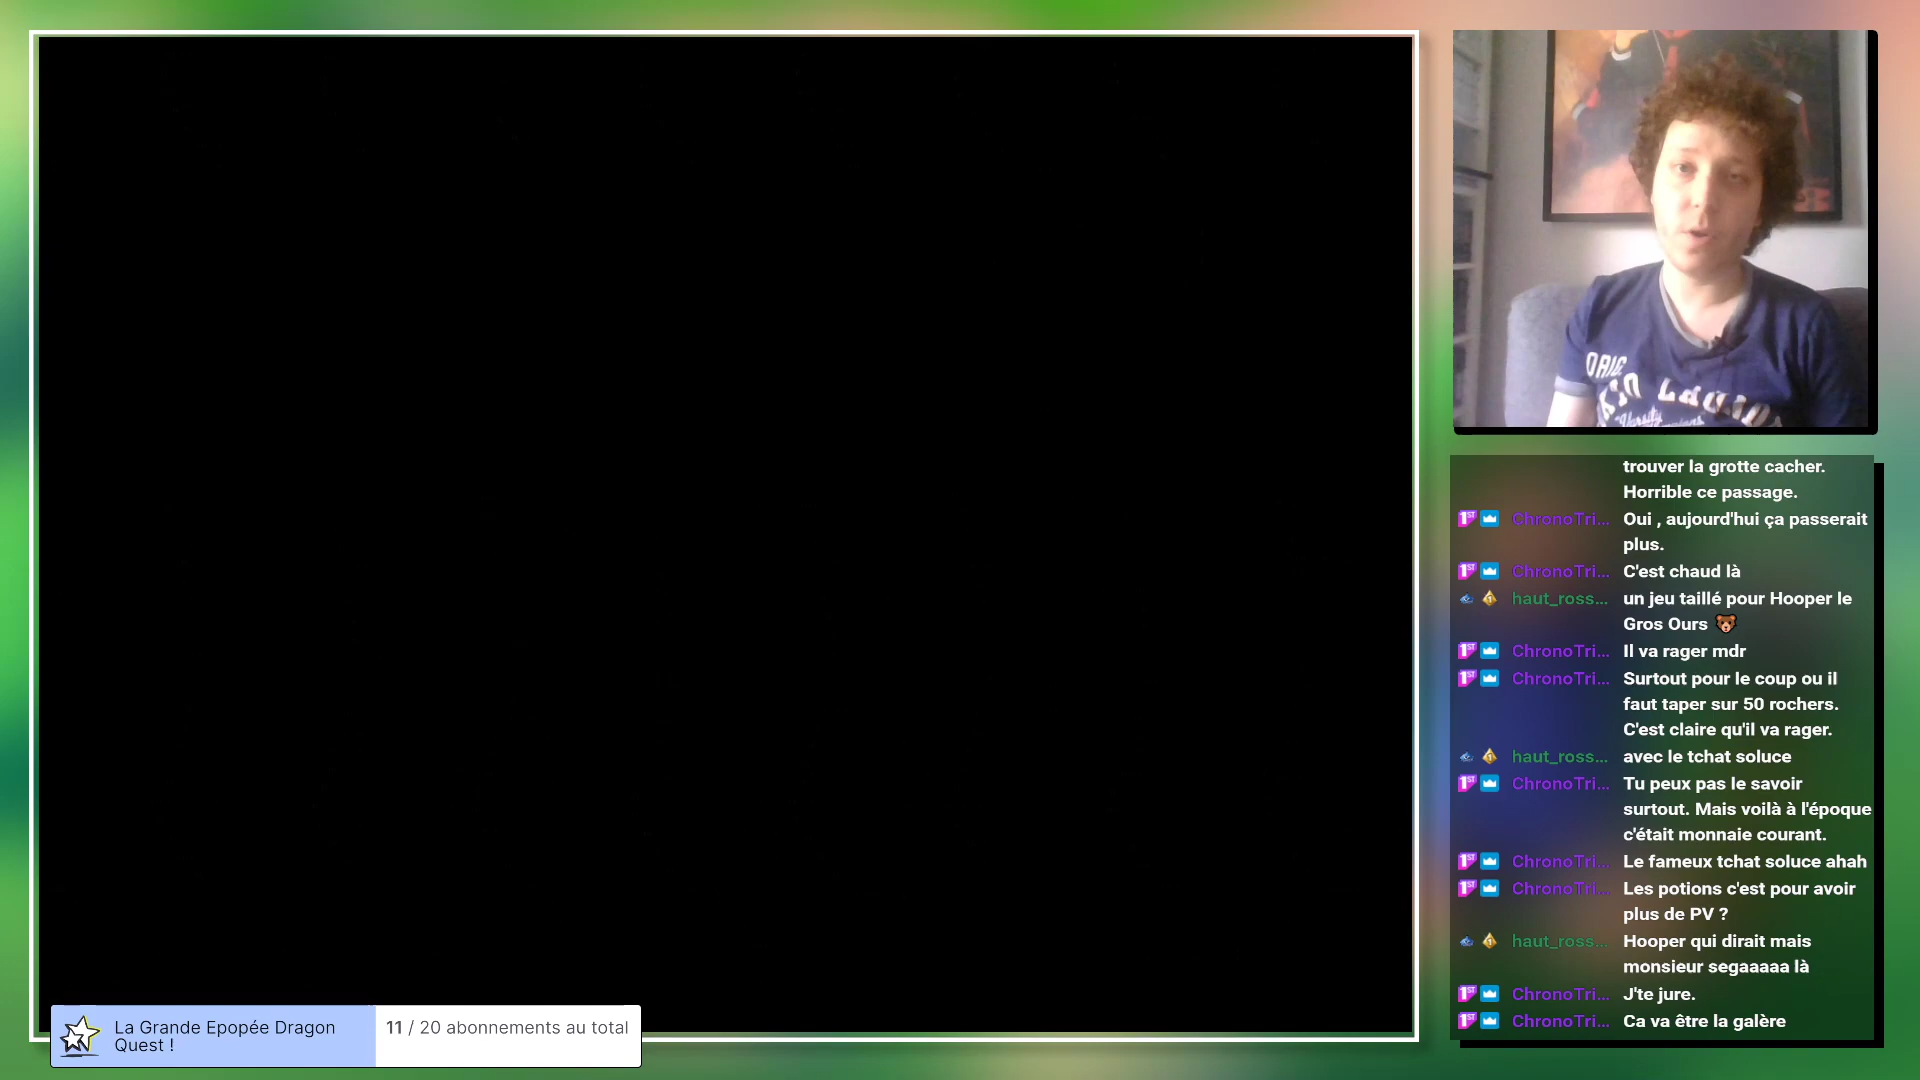 ORIG.
Varsity
trouver la grotte cacher.
Horrible ce passage.
ChronoTri... Oui , aujourd'hui ça passerait
plus.
ChronoTri... C'est chaud là
haut_ross... un jeu taillé pour Hooper le
Gros Ours 🐻
ChronoTri... Il va rager mdr
ChronoTri... Surtout pour le coup ou il
faut taper sur 50 rochers.
C'est claire qu'il va rager.
haut_ross... avec le tchat soluce
ChronoTri... Tu peux pas le savoir
surtout. Mais voilà à l'époque
c'était monnaie courant.
ChronoTri... Le fameux tchat soluce ahah
ChronoTri... Les potions c'est pour avoir
plus de PV ?
haut_ross... Hooper qui dirait mais
monsieur segaaaaa là
ChronoTri... J'te jure.
ChronoTri... Ca va être la galère
La Grande Epopée Dragon
Quest !
11 / 20 abonnements au total